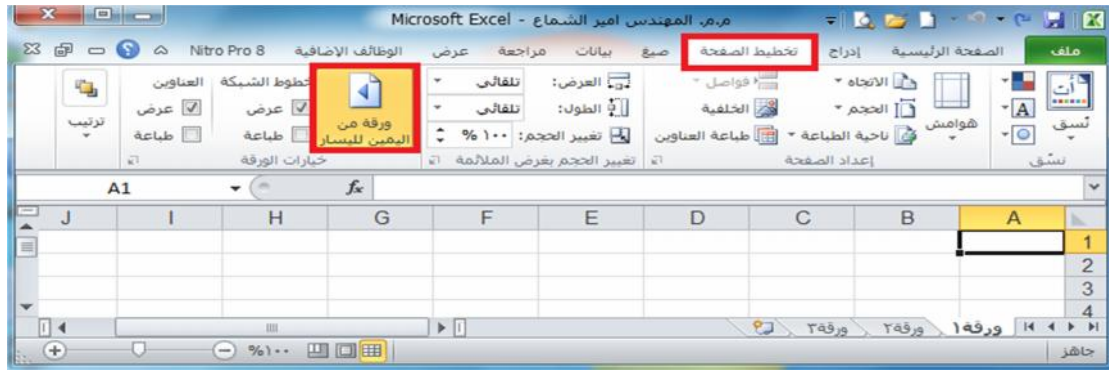 م.م. المهندس امير الشماع - Microsoft Excel
ملف الصفحة الرئيسية إدراج تخطيط الصفحة صيغ بيانات مراجعة عرض الوظائف الإضافية Nitro Pro 8
نُسق هوامش الاتجاه فواصل العرض: تلقائي ورقة من اليمين لليسار خطوط الشبكة العناوين ترتيب
الحجم الخلفية الطول: تلقائي عرض عرض
ناحية الطباعة طباعة العناوين تغيير الحجم: ١٠٠ % طباعة طباعة
نسّق إعداد الصفحة تغيير الحجم بغرض الملائمة خيارات الورقة
A1 fx
A B C D E F G H I J
1
2
3
4
ورقة١ ورقة٢ ورقة٣
جاهز ١٠٠%